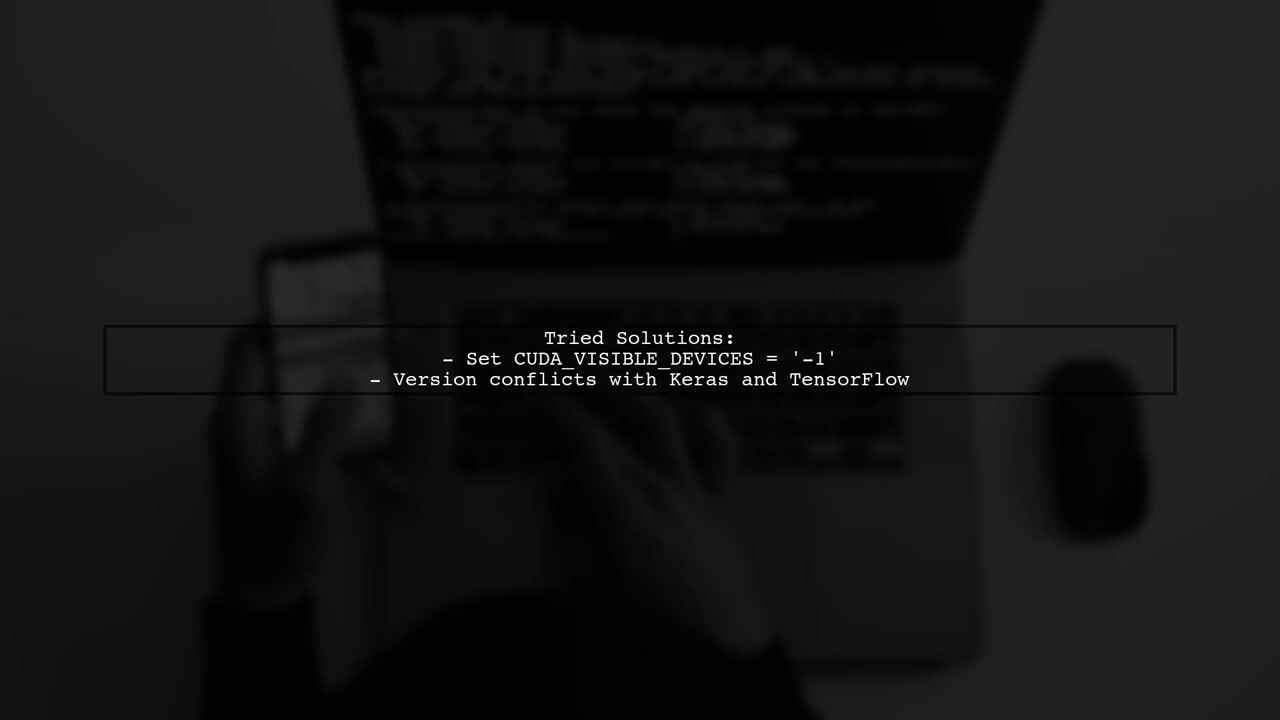 Tried Solutions:
- Set CUDA_VISIBLE_DEVICES = '-1'
- Version conflicts with Keras and TensorFlow